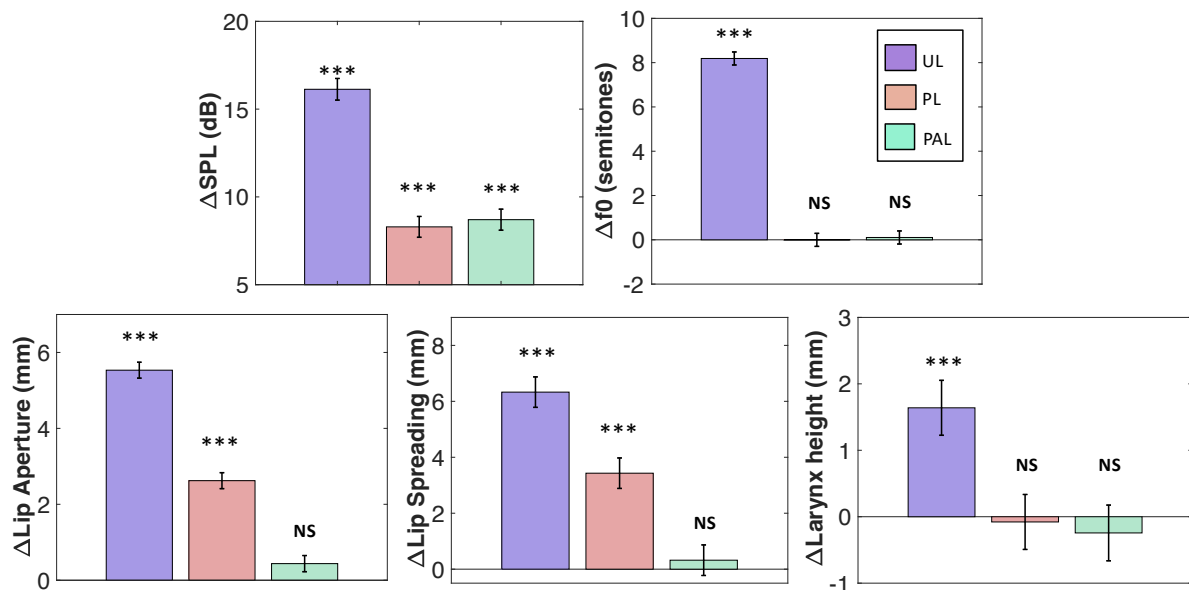 ΔSPL (dB)
20
15
10
5
***
***
***
Δf0 (semitones)
10
8
6
4
2
0
-2
***
NS
NS
UL
PL
PAL
ΔLip Aperture (mm)
6
4
2
0
***
***
NS
ΔLip Spreading (mm)
8
6
4
2
0
***
***
NS
ΔLarynx height (mm)
3
2
1
0
-1
***
NS
NS